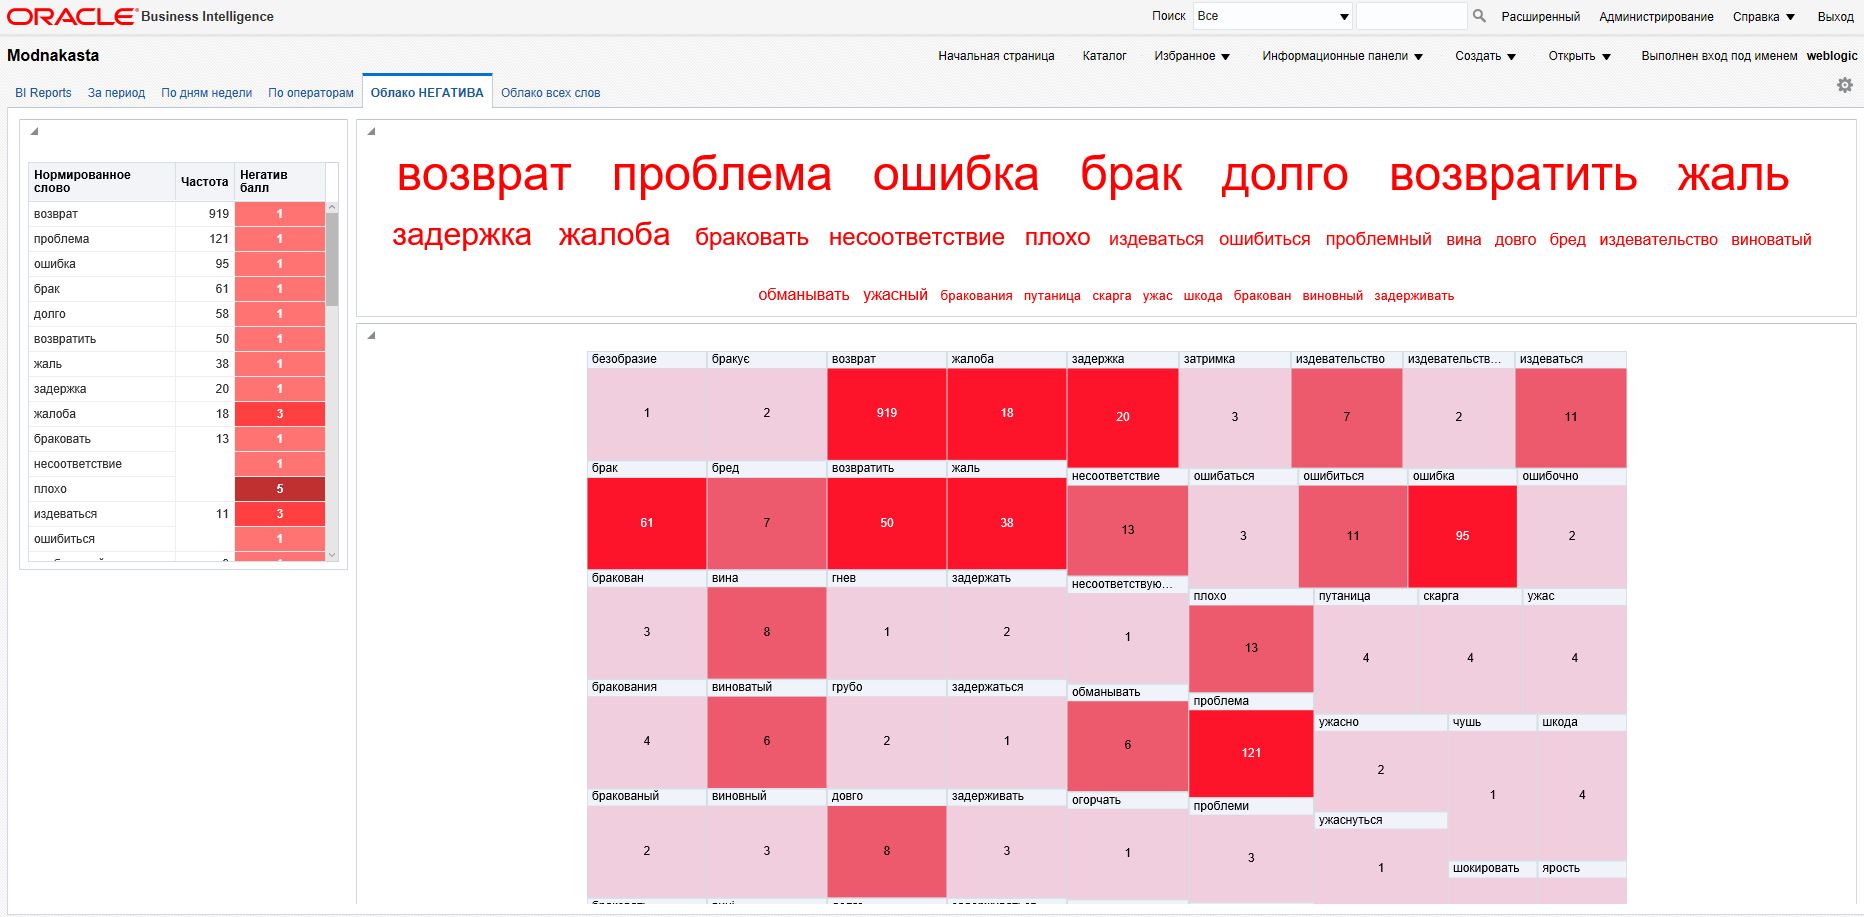 ORACLE Business Intelligence
Поиск Все Расширенный Администрирование Справка Выход
Modnakasta
Начальная страница Каталог Избранное Информационные панели Создать Открыть Выполнен вход под именем weblogic
BI Reports За период По дням недели По операторам Облако НЕГАТИВА Облако всех слов
Нормированное слово Частота Негатив балл
возврат 919 1
проблема 121 1
ошибка 95 1
брак 61 1
долго 58 1
возвратить 50 1
жаль 38 1
задержка 20 1
жалоба 18 3
браковать 13 1
несоответствие 1
плохо 5
издеваться 11 3
ошибиться 1
возврат проблема ошибка брак долго возвратить жаль
задержка жалоба браковать несоответствие плохо издеваться ошибиться проблемный вина довго бред издевательство виноватый
обманывать ужасный бракования путаница скарга ужас шкода бракован виновный задерживать
безобразие бракує возврат жалоба задержка затримка издевательство издевательств... издеваться
1 2 919 18 20 3 7 2 11
брак бред возвратить жаль несоответствие ошибаться ошибиться ошибка ошибочно
61 7 50 38 13 3 11 95 2
бракован вина гнев задержать несоответствую... плохо путаница скарга ужас
3 8 1 2 1 13 4 4 4
бракования виноватый грубо задержаться обманывать проблема ужасно чушь шкода
4 6 2 1 6 121 2 1 4
бракованый виновный довго задерживать огорчать проблеми ужаснуться
2 3 8 3 1 3 1
шокировать ярость